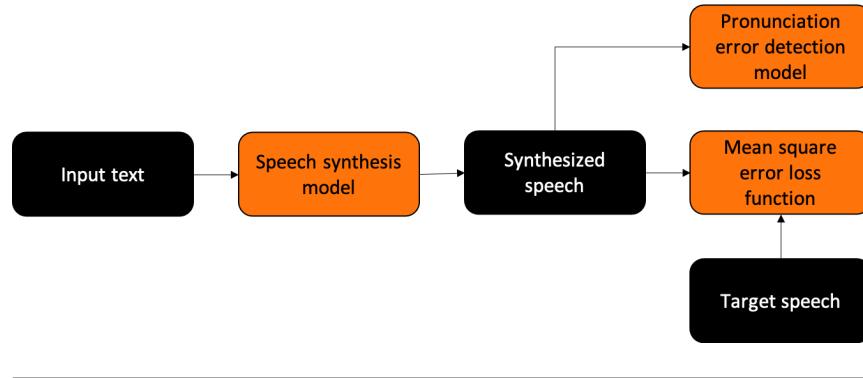 Pronunciation
error detection
model
Input text
Speech synthesis
model
Synthesized
speech
Mean square
error loss
function
Target speech